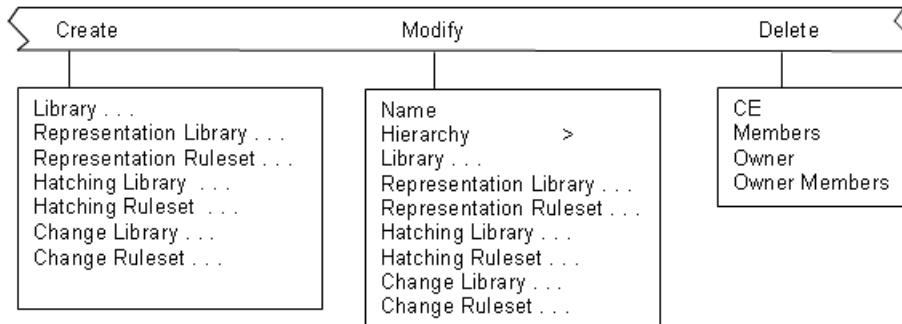 Create Modify Delete
Library . . .
Representation Library . . .
Representation Ruleset . . .
Hatching Library . . .
Hatching Ruleset . . .
Change Library . . .
Change Ruleset . . .
Name
Hierarchy >
Library . . .
Representation Library . . .
Representation Ruleset . . .
Hatching Library . . .
Hatching Ruleset . . .
Change Library . . .
Change Ruleset . . .
CE
Members
Owner
Owner Members